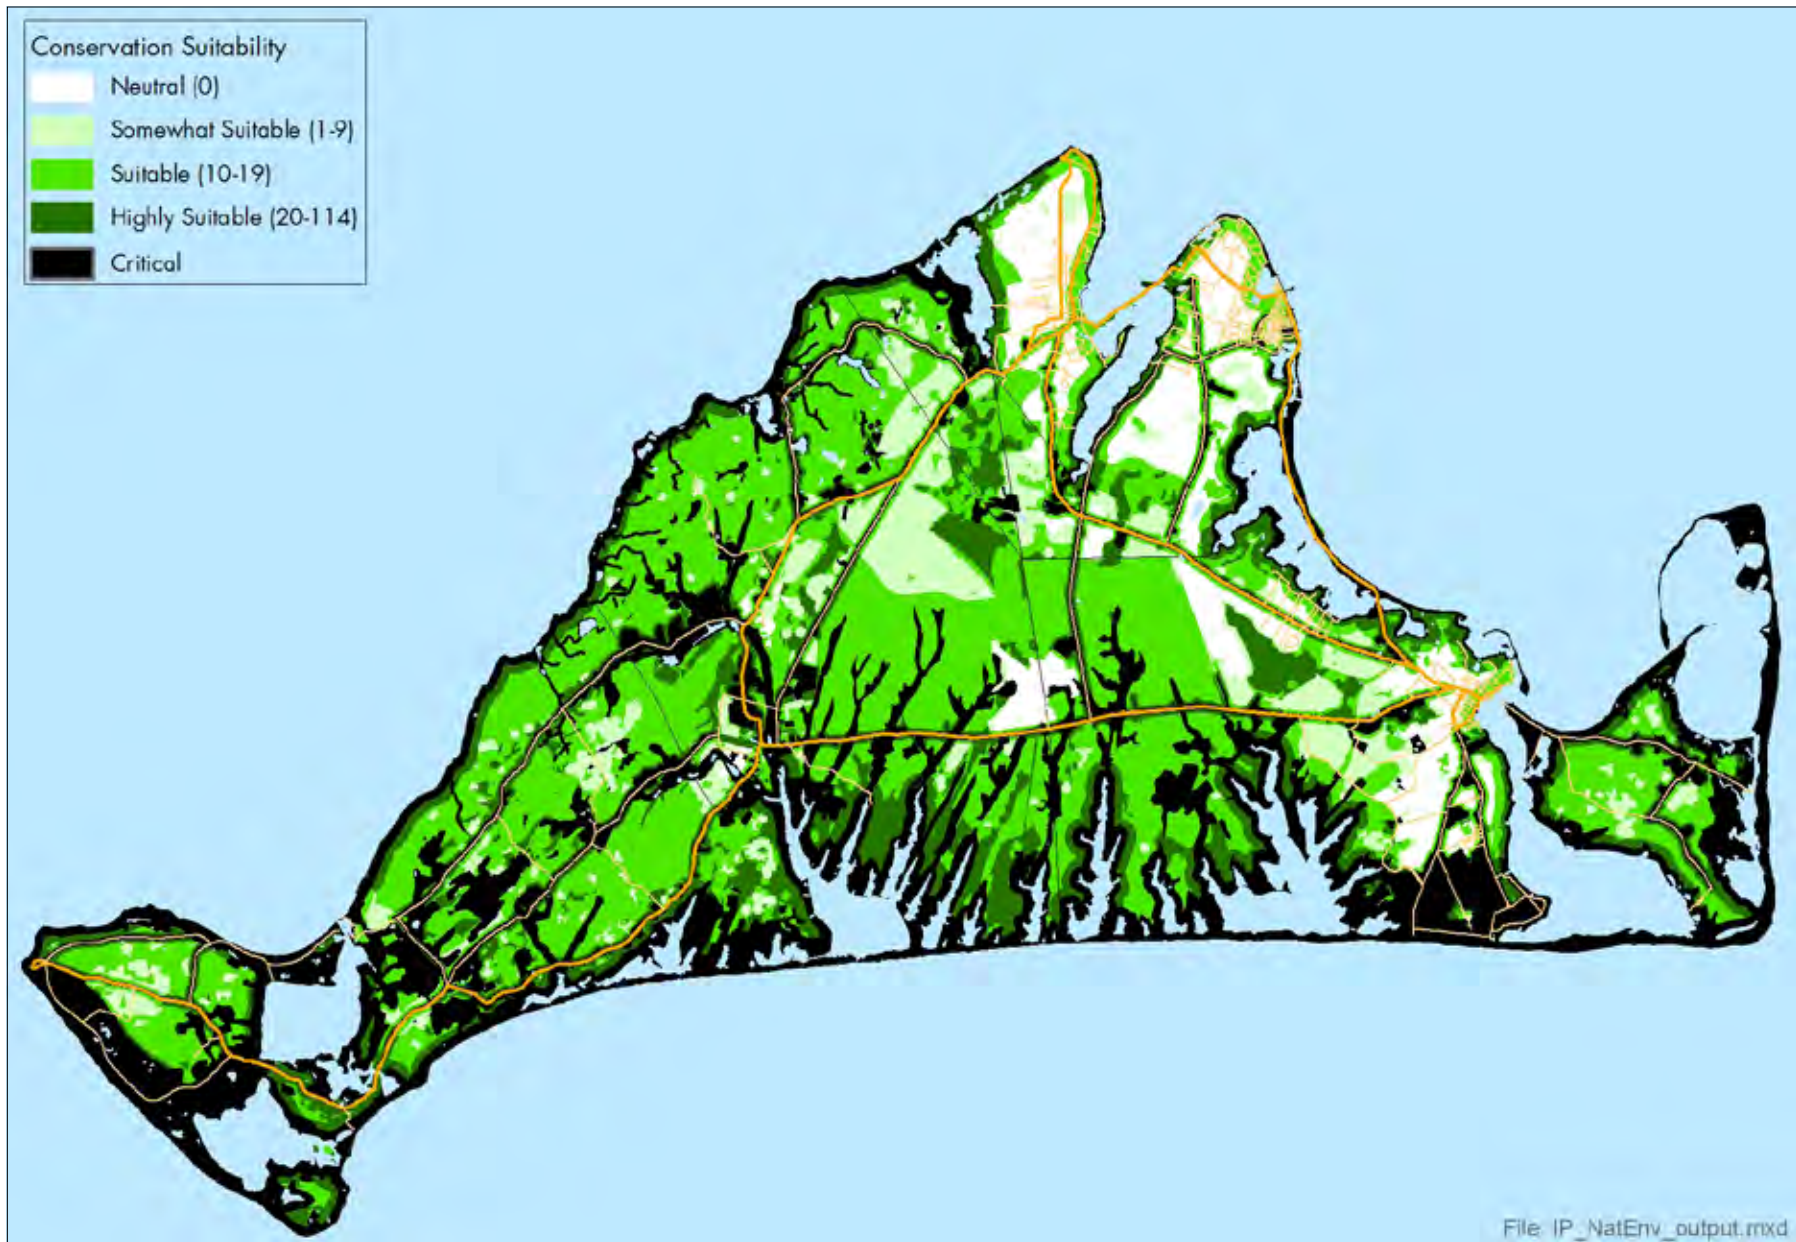 Conservation Suitability
Neutral (0)
Somewhat Suitable (1-9)
Suitable (10-19)
Highly Suitable (20-114)
Critical
File: IP_NatEnv_output.mxd